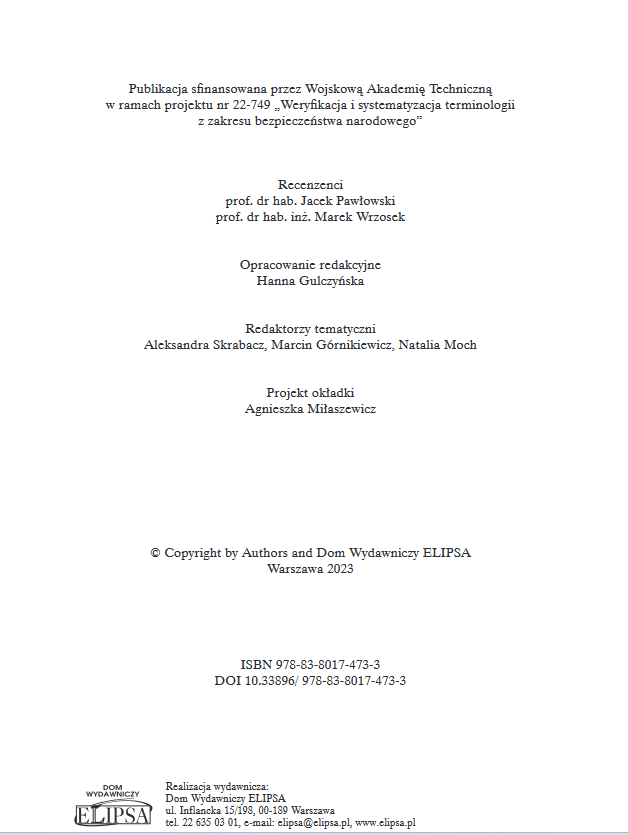 Publikacja sfinansowana przez Wojskową Akademię Techniczną
w ramach projektu nr 22-749 „Weryfikacja i systematyzacja terminologii
z zakresu bezpieczeństwa narodowego”
Recenzenci
prof. dr hab. Jacek Pawłowski
prof. dr hab. inż. Marek Wrzosek
Opracowanie redakcyjne
Hanna Gulczyńska
Redaktorzy tematyczni
Aleksandra Skrabacz, Marcin Górnikiewicz, Natalia Moch
Projekt okładki
Agnieszka Miłaszewicz
© Copyright by Authors and Dom Wydawniczy ELIPSA
Warszawa 2023
ISBN 978-83-8017-473-3
DOI 10.33896/ 978-83-8017-473-3
DOM
WYDAWNICZY
ELIPSA
Realizacja wydawnicza:
Dom Wydawniczy ELIPSA
ul. Inflancka 15/198, 00-189 Warszawa
tel. 22 635 03 01, e-mail: elipsa@elipsa.pl, www.elipsa.pl